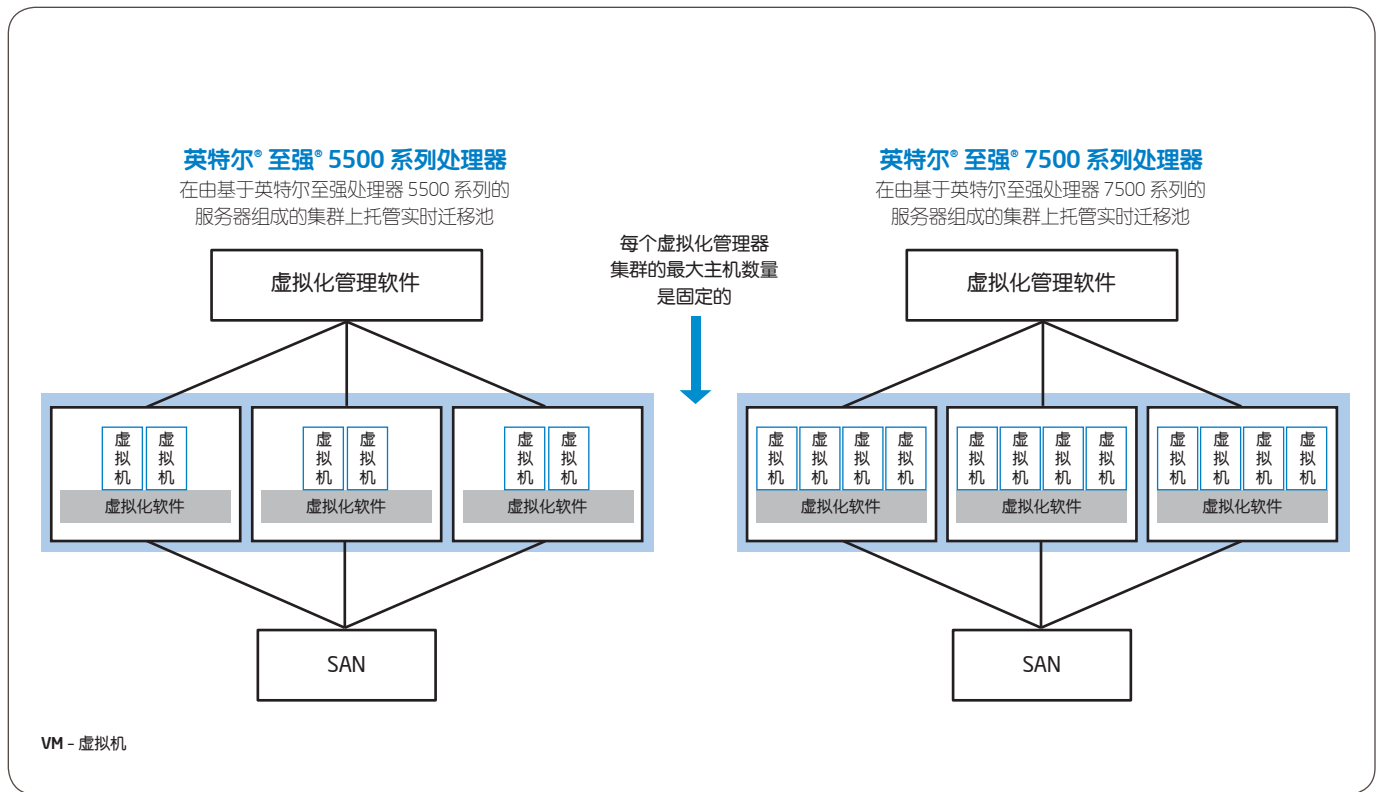 英特尔® 至强® 5500 系列处理器
在由基于英特尔至强处理器 5500 系列的
服务器组成的集群上托管实时迁移池
虚拟化管理软件
虚拟机 虚拟机
虚拟化软件
虚拟机 虚拟机
虚拟化软件
虚拟机 虚拟机
虚拟化软件
SAN
每个虚拟化管理器
集群的最大主机数量
是固定的
英特尔® 至强® 7500 系列处理器
在由基于英特尔至强处理器 7500 系列的
服务器组成的集群上托管实时迁移池
虚拟化管理软件
虚拟机 虚拟机 虚拟机 虚拟机
虚拟化软件
虚拟机 虚拟机 虚拟机 虚拟机
虚拟化软件
虚拟机 虚拟机 虚拟机 虚拟机
虚拟化软件
SAN
VM – 虚拟机